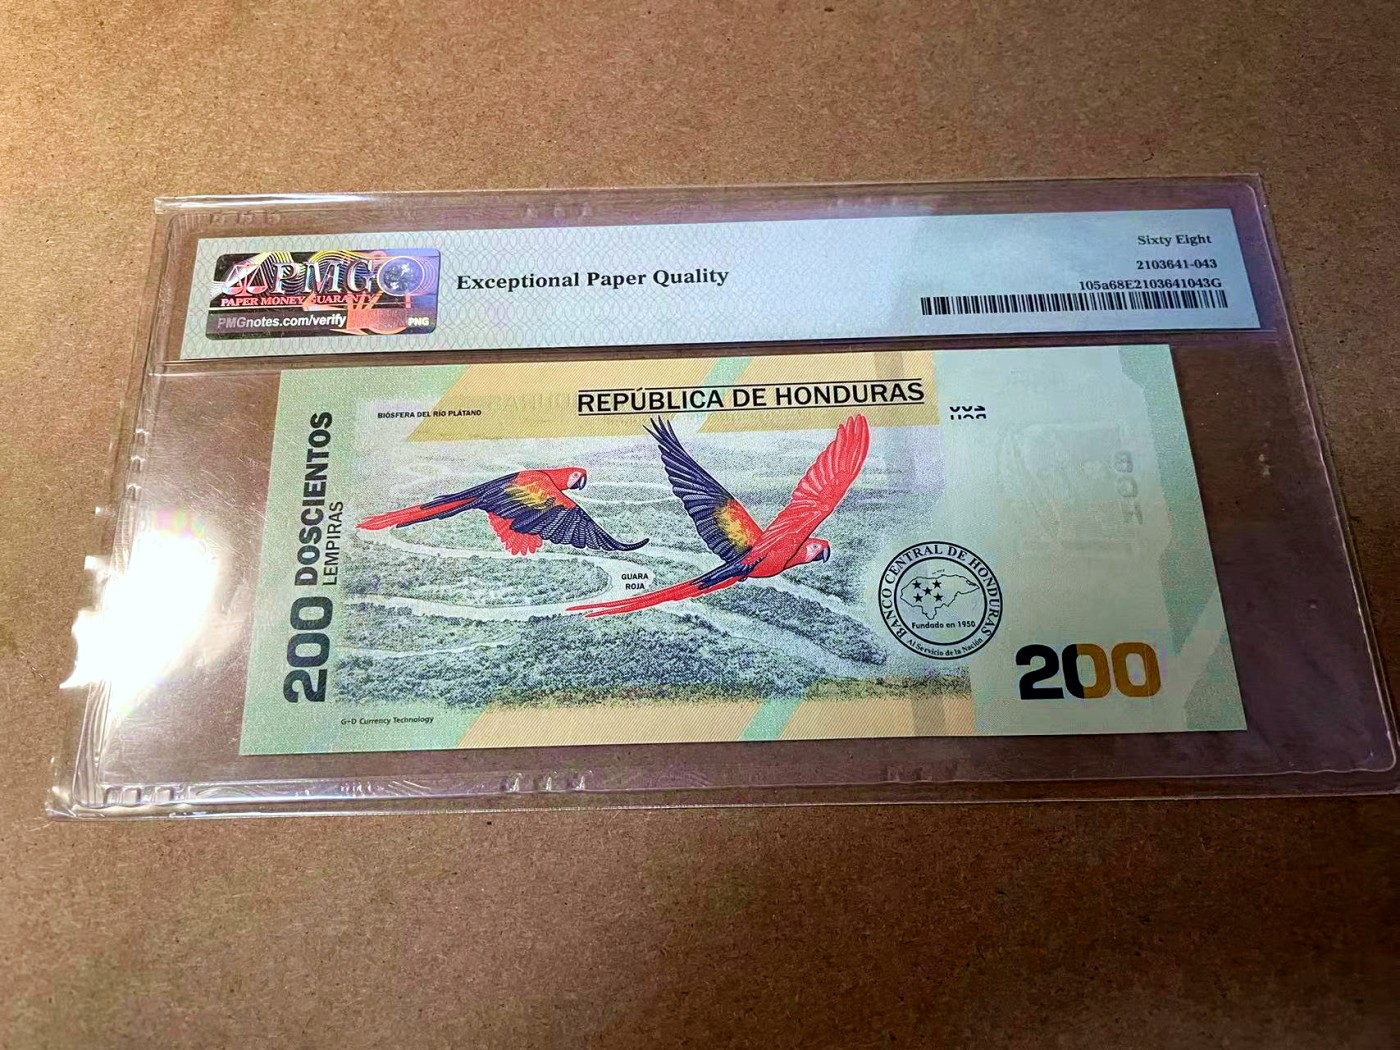 PMG
PAPER MONEY GUARANTY
PMGnotes.com/verify
PNG
Exceptional Paper Quality
Sixty Eight
2103641-043
105a68E2103641043G
BIÓSFERA DEL RÍO PLÁTANO
REPÚBLICA DE HONDURAS
200 DOSCIENTOS
LEMPIRAS
GUARA
ROJA
BANCO CENTRAL DE HONDURAS
Fundado en 1950
Al Servicio de la Nación
200
G+D Currency Technology